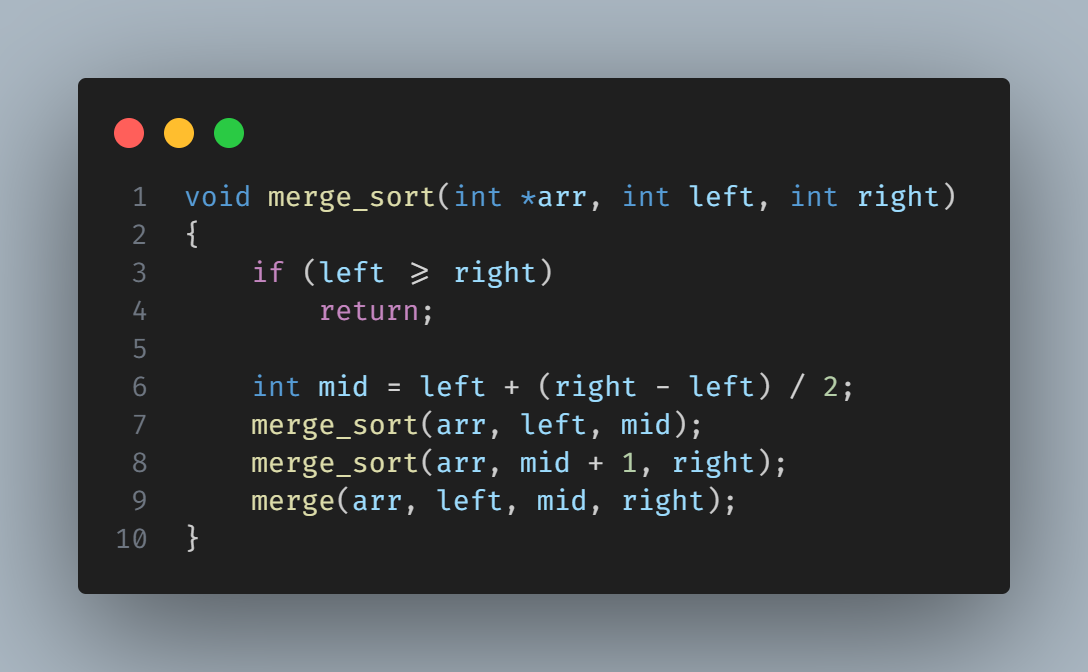 1 void merge_sort(int *arr, int left, int right)
2 {
3     if (left >= right)
4         return;
5
6     int mid = left + (right - left) / 2;
7     merge_sort(arr, left, mid);
8     merge_sort(arr, mid + 1, right);
9     merge(arr, left, mid, right);
10 }